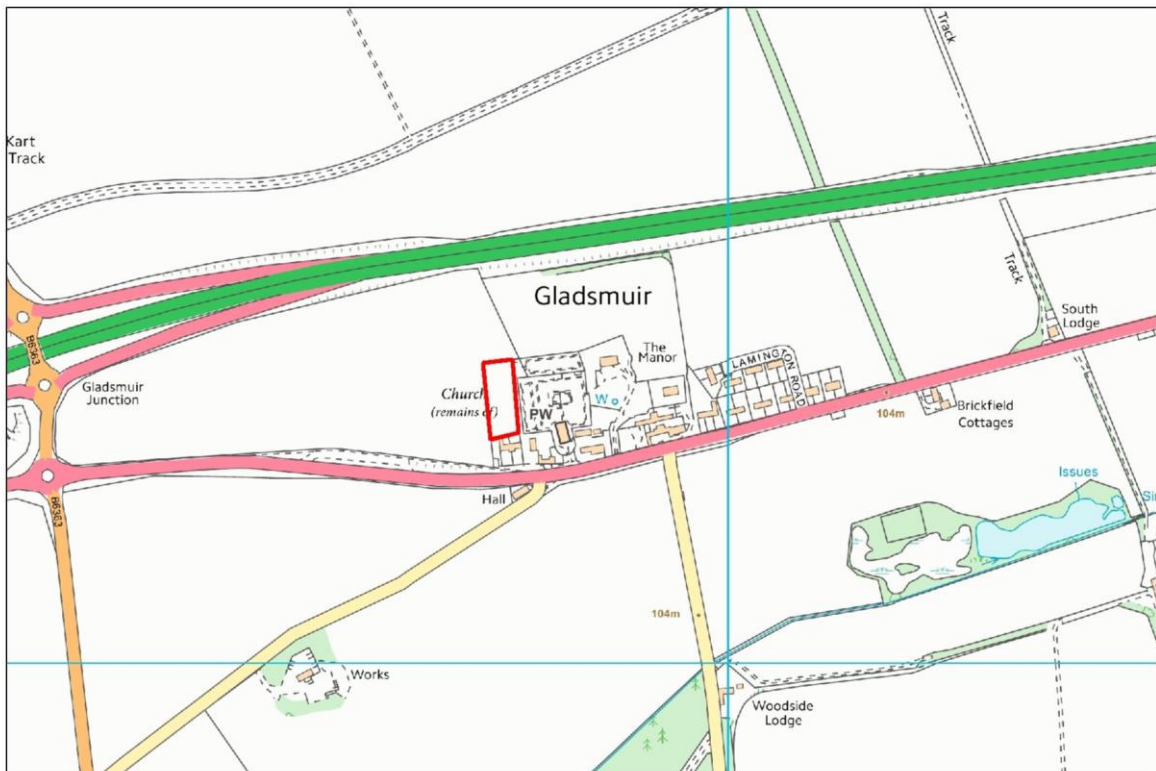 Track
Kart
Track
Gladsmuir
Track
South
Lodge
The
Manor
B6363
Gladsmuir
Junction
LAMINGTON ROAD
Church
(remains of)
W
PW
104m
Brickfield
Cottages
Issues
Hall
B6363
104m
Works
Woodside
Lodge